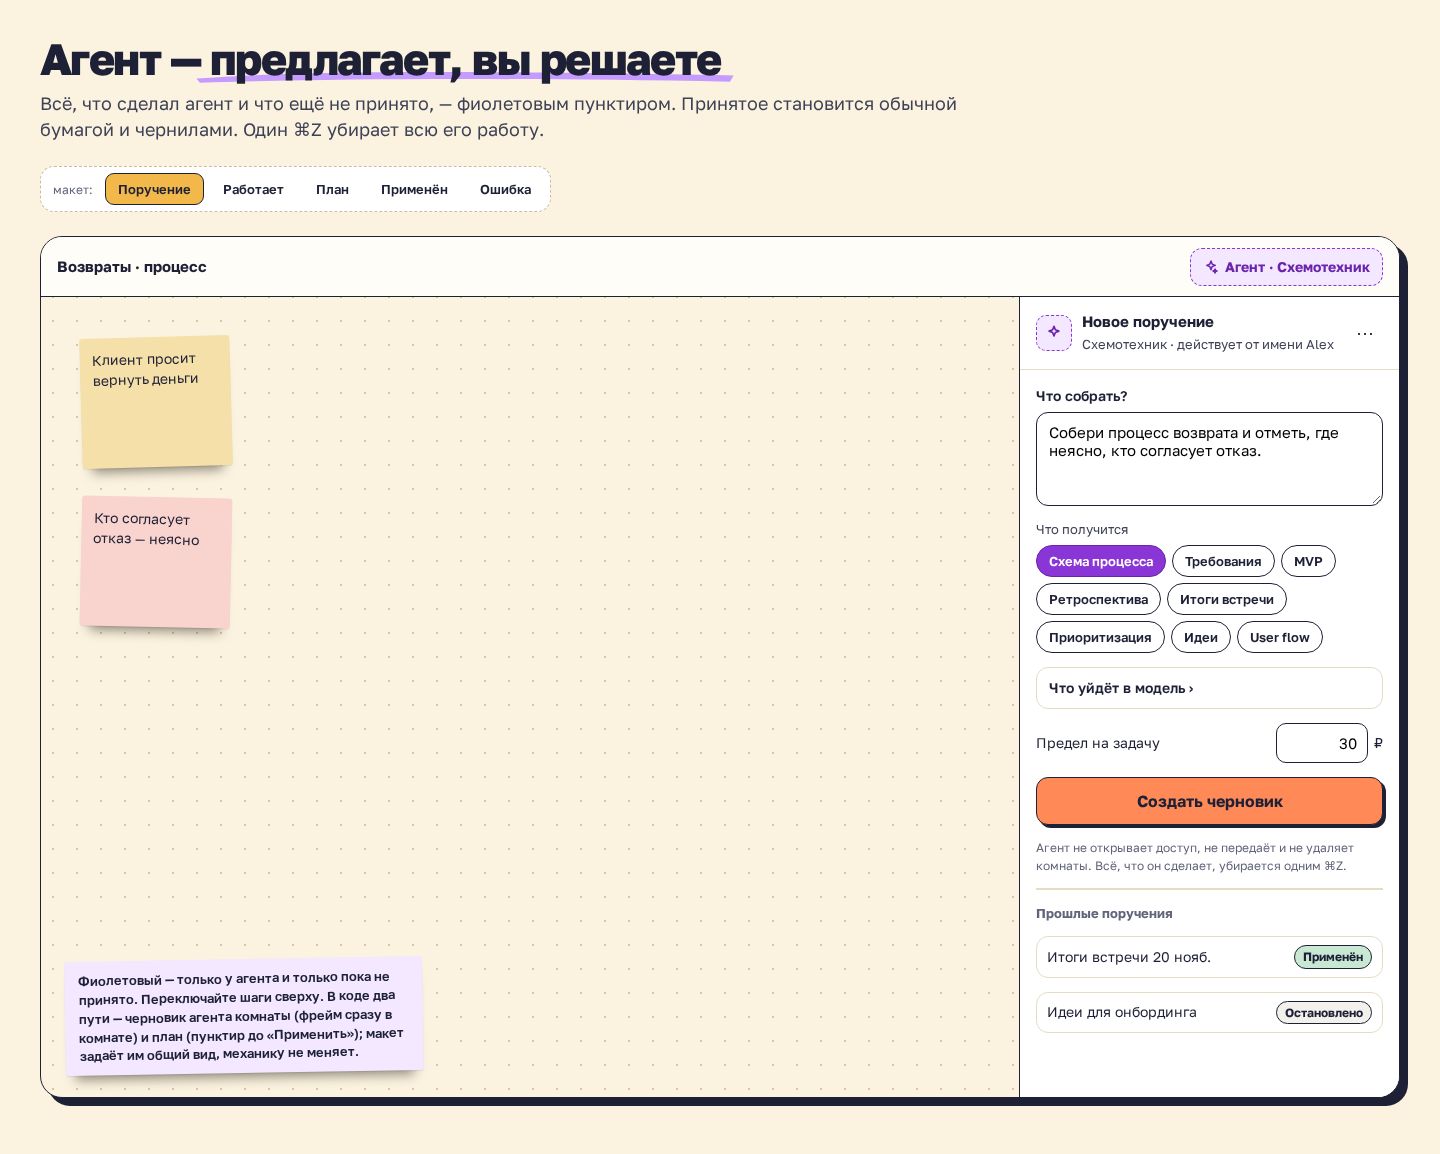 Агент — предлагает, вы решаете
Всё, что сделал агент и что ещё не принято, — фиолетовым пунктиром. Принятое становится обычной
бумагой и чернилами. Один ⌘Z убирает всю его работу.
макет:
Поручение
Работает
План
Применён
Ошибка
Возвраты · процесс
Агент · Схемотехник
Клиент просит
вернуть деньги
Кто согласует
отказ — неясно
Фиолетовый — только у агента и только пока не
принято. Переключайте шаги сверху. В коде два
пути — черновик агента комнаты (фрейм сразу в
комнате) и план (пунктир до «Применить»); макет
задаёт им общий вид, механику не меняет.
Новое поручение
Схемотехник · действует от имени Alex
...
Что собрать?
Собери процесс возврата и отметь, где
неясно, кто согласует отказ.
Что получится
Схема процесса
Требования
MVP
Ретроспектива
Итоги встречи
Приоритизация
Идеи
User flow
Что уйдёт в модель ›
Предел на задачу
30
₽
Создать черновик
Агент не открывает доступ, не передаёт и не удаляет
комнаты. Всё, что он сделает, убирается одним ⌘Z.
Прошлые поручения
Итоги встречи 20 нояб.
Применён
Идеи для онбординга
Остановлено